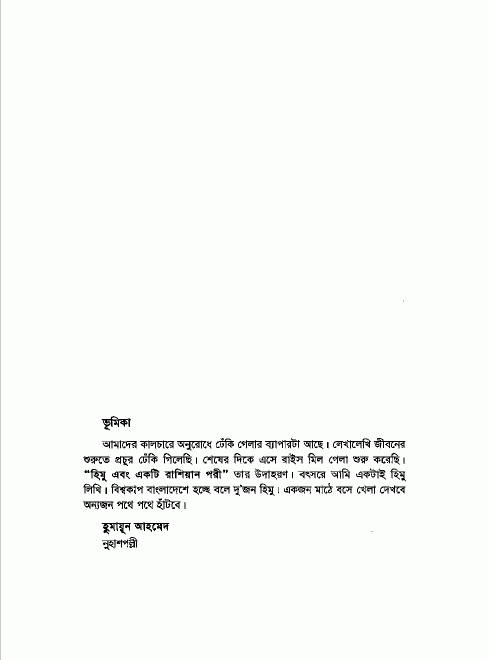 ভূমিকা
আমাদের কালচারে অনুরোধে ঢেঁকি গেলার ব্যাপারটা আছে। লেখালেখি জীবনের
শুরুতে প্রচুর ঢেঁকি গিলেছি। শেষের দিকে এসে রাইস মিল গেলা শুরু করেছি।
“হিমু এবং একটি রাশিয়ান পরী” তার উদাহরণ। বৎসরে আমি একটাই হিমু
লিখি। বিশ্বকাপ বাংলাদেশে হচ্ছে বলে দু'জন হিমু। একজন মাঠে বসে খেলা দেখবে
অন্যজন পথে পথে হাঁটবে।
হুমায়ূন আহমেদ
নুহাশপল্লী